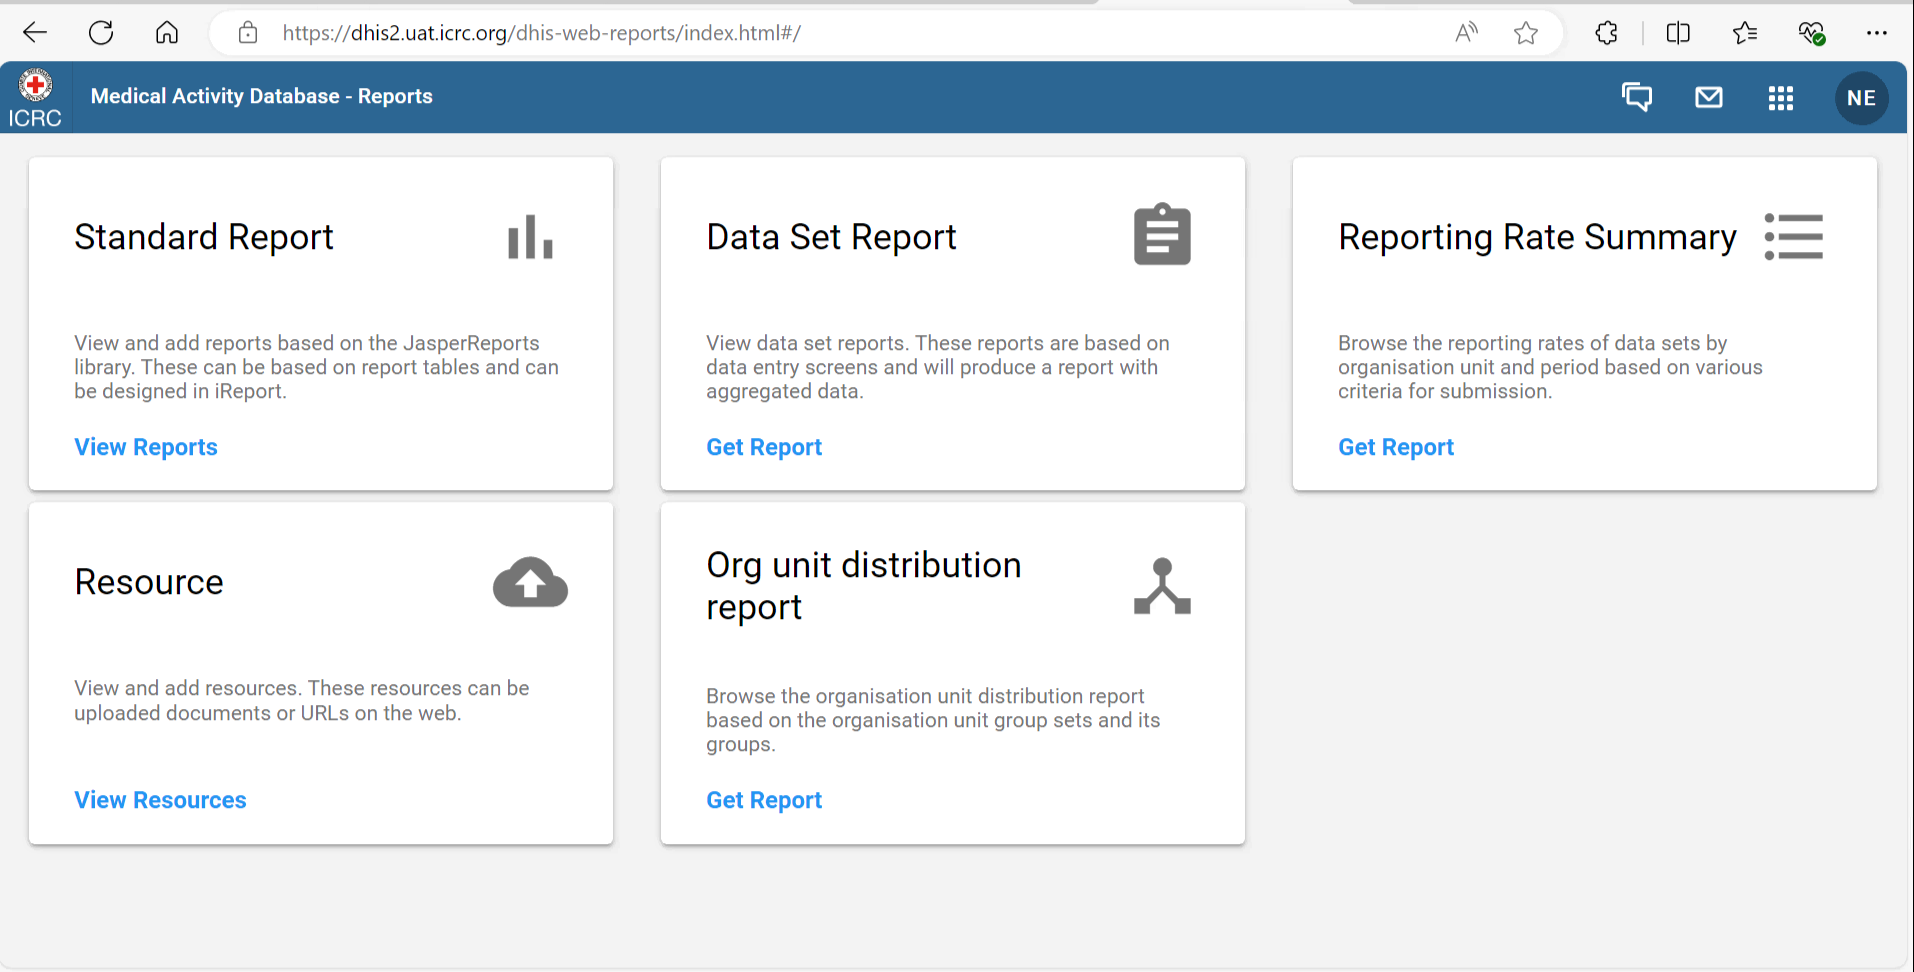 https://dhis2.uat.icrc.org/dhis-web-reports/index.html#/
ICRC
Medical Activity Database - Reports
NE
Standard Report
View and add reports based on the JasperReports
library. These can be based on report tables and can
be designed in iReport.
View Reports
Data Set Report
View data set reports. These reports are based on
data entry screens and will produce a report with
aggregated data.
Get Report
Reporting Rate Summary
Browse the reporting rates of data sets by
organisation unit and period based on various
criteria for submission.
Get Report
Resource
View and add resources. These resources can be
uploaded documents or URLs on the web.
View Resources
Org unit distribution
report
Browse the organisation unit distribution report
based on the organisation unit group sets and its
groups.
Get Report